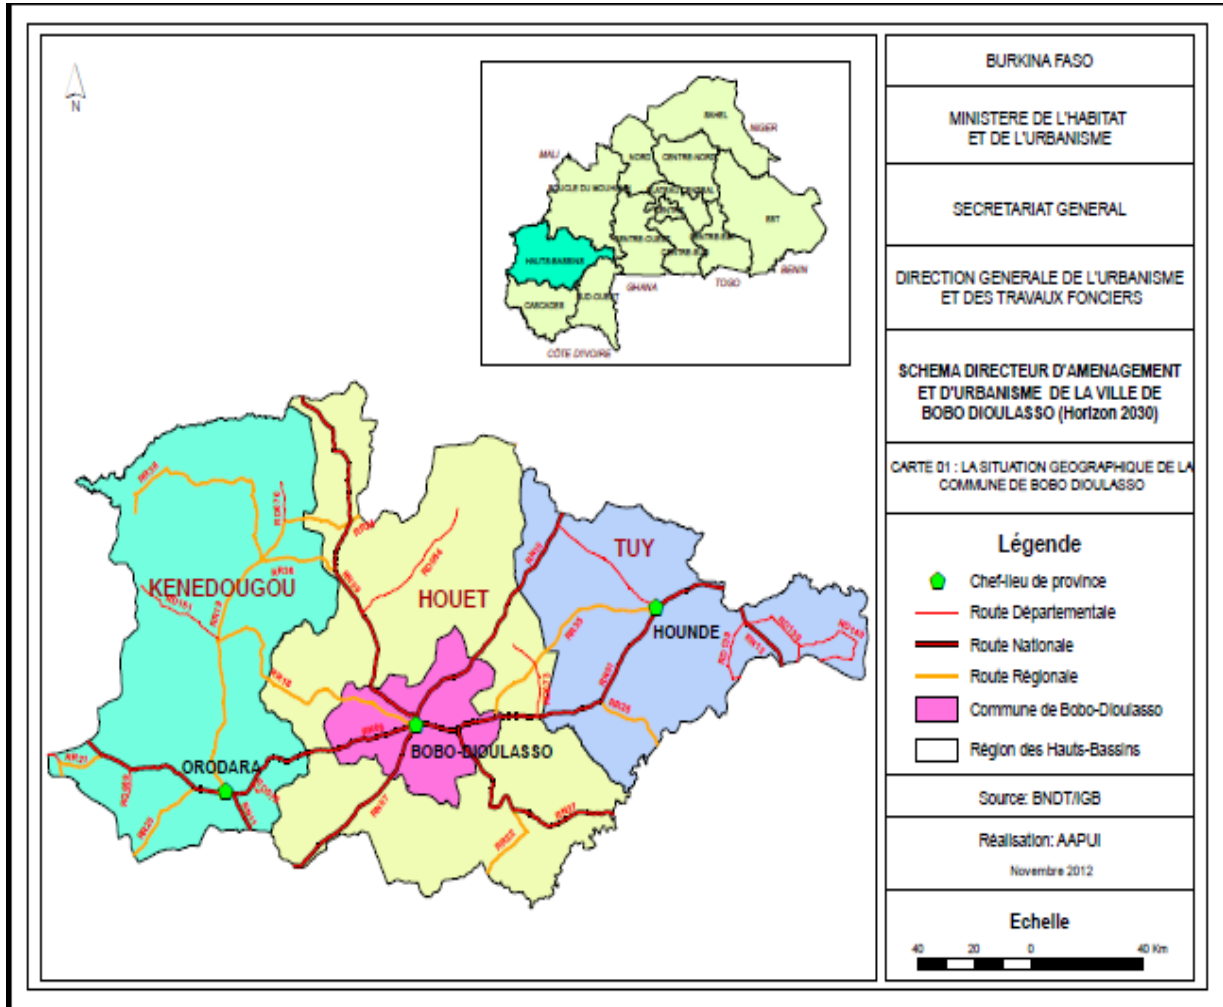 N
MALI
SAHEL
NIGER
NORD
CENTRE-NORD
EST
HAUTS-BASSINS
CENTRE-OUEST
CASCADES
GHANA
TOGO
BENIN
CÔTE D'IVOIRE
KENEDOUGOU
HOUET
TUY
HOUNDE
BOBO-DIOULASSO
ORODARA
RR21
RR20
RR18
BURKINA FASO
MINISTERE DE L'HABITAT
ET DE L'URBANISME
SECRETARIAT GENERAL
DIRECTION GENERALE DE L'URBANISME
ET DES TRAVAUX FONCIERS
SCHEMA DIRECTEUR D'AMENAGEMENT
ET D'URBANISME DE LA VILLE DE
BOBO DIOULASSO (Horizon 2030)
CARTE 01 : LA SITUATION GEOGRAPHIQUE DE LA
COMMUNE DE BOBO DIOULASSO
Légende
Chef-lieu de province
Route Départementale
Route Nationale
Route Régionale
Commune de Bobo-Dioulasso
Région des Hauts-Bassins
Source: BNDT/IGB
Réalisation: AAPUI
Novembre 2012
Echelle
40 20 0 40 Km